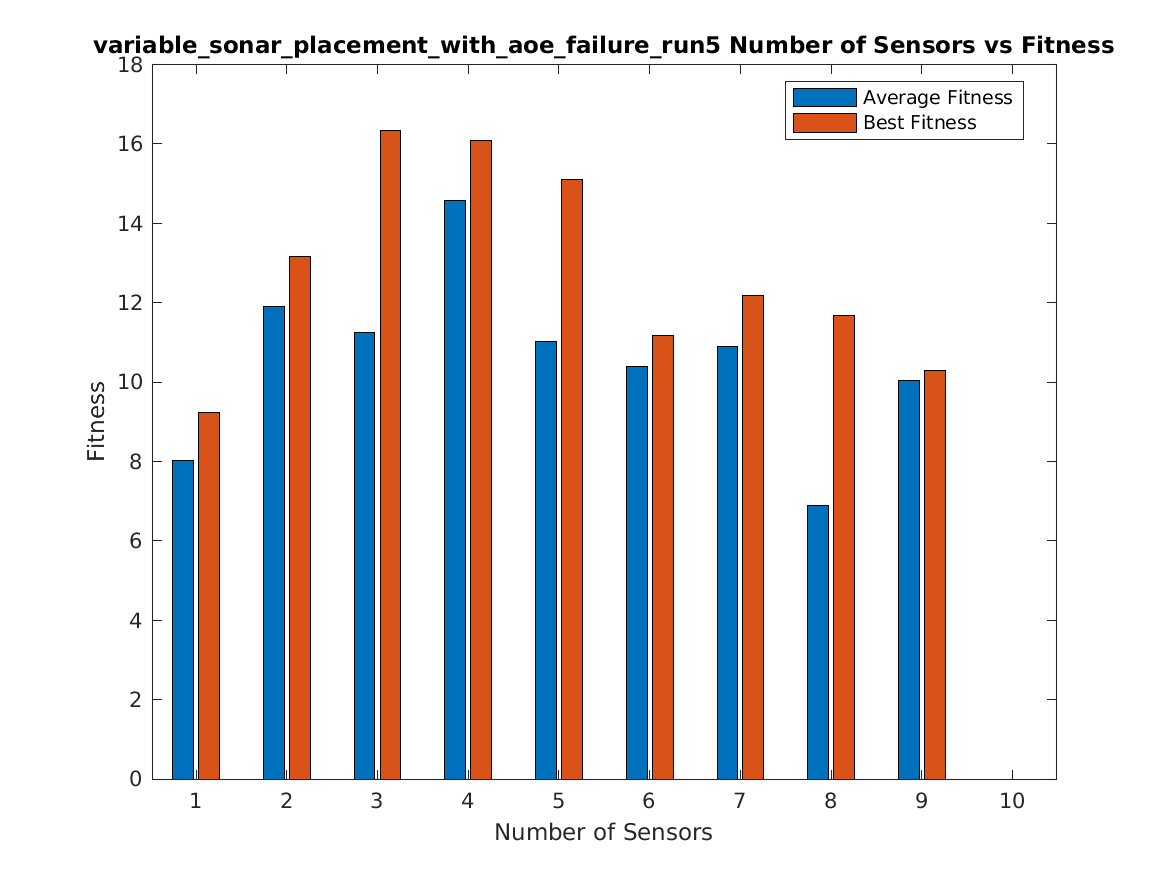 variable_sonar_placement_with_aoe_failure_run5 Number of Sensors vs Fitness
18
16
14
12
10
8
6
4
2
0
Fitness
Average Fitness
Best Fitness
1 2 3 4 5 6 7 8 9 10
Number of Sensors